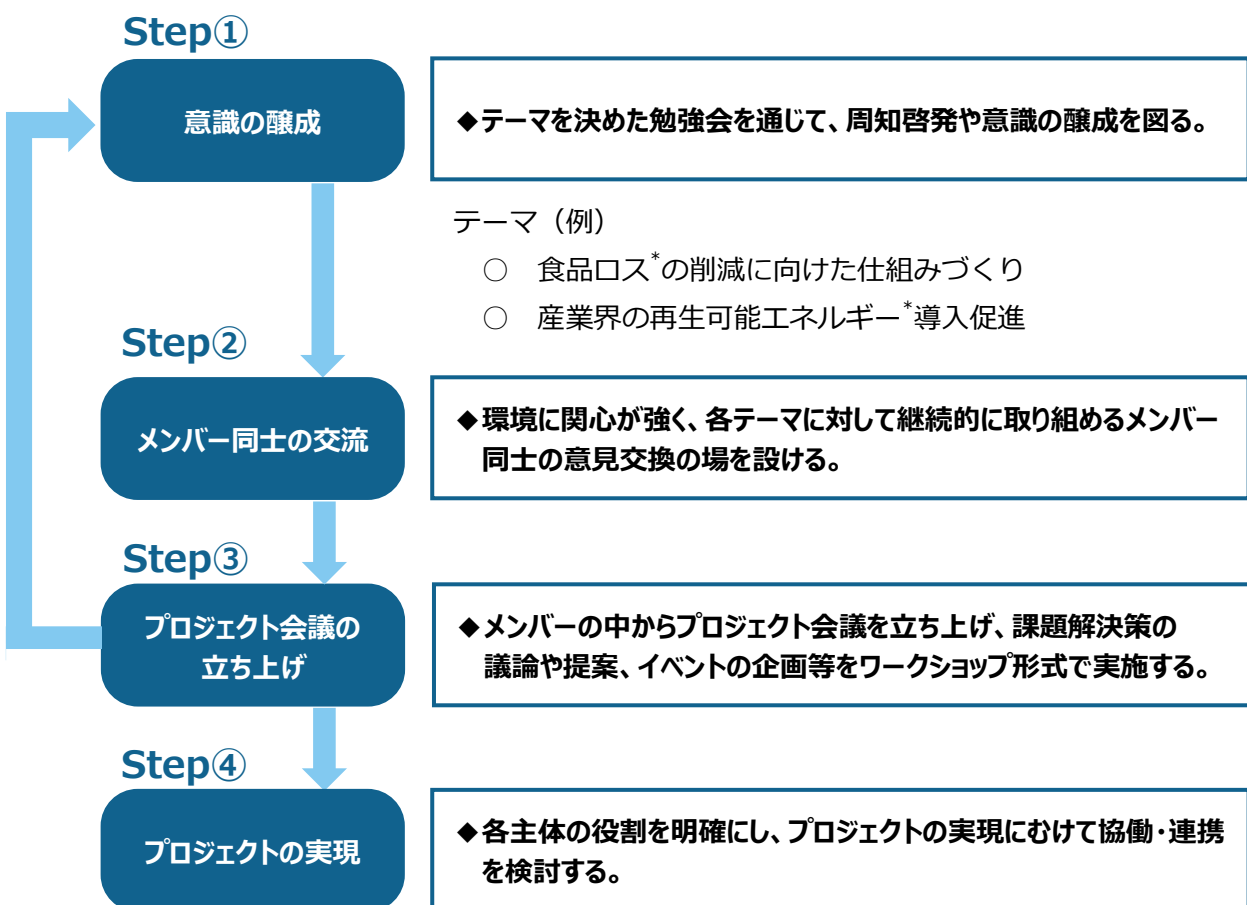 Step①
意識の醸成
◆テーマを決めた勉強会を通じて、周知啓発や意識の醸成を図る。
テーマ（例）
○ 食品ロス*の削減に向けた仕組みづくり
○ 産業界の再生可能エネルギー*導入促進
Step②
メンバー同士の交流
◆環境に関心が強く、各テーマに対して継続的に取り組めるメンバー
同士の意見交換の場を設ける。
Step③
プロジェクト会議の
立ち上げ
◆メンバーの中からプロジェクト会議を立ち上げ、課題解決策の
議論や提案、イベントの企画等をワークショップ形式で実施する。
Step④
プロジェクトの実現
◆各主体の役割を明確にし、プロジェクトの実現にむけて協働・連携
を検討する。